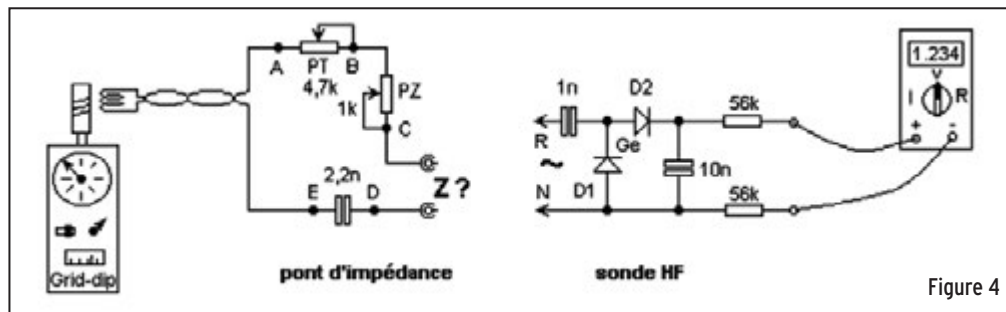 A
PT
B
4,7k
1k
PZ
C
2,2n
E
D
Z ?
Grid-dip
pont d'impédance
1n
D2
R
~
Ge
N
D1
10n
56k
56k
sonde HF
1.234
V
I
R
+
-
Figure 4